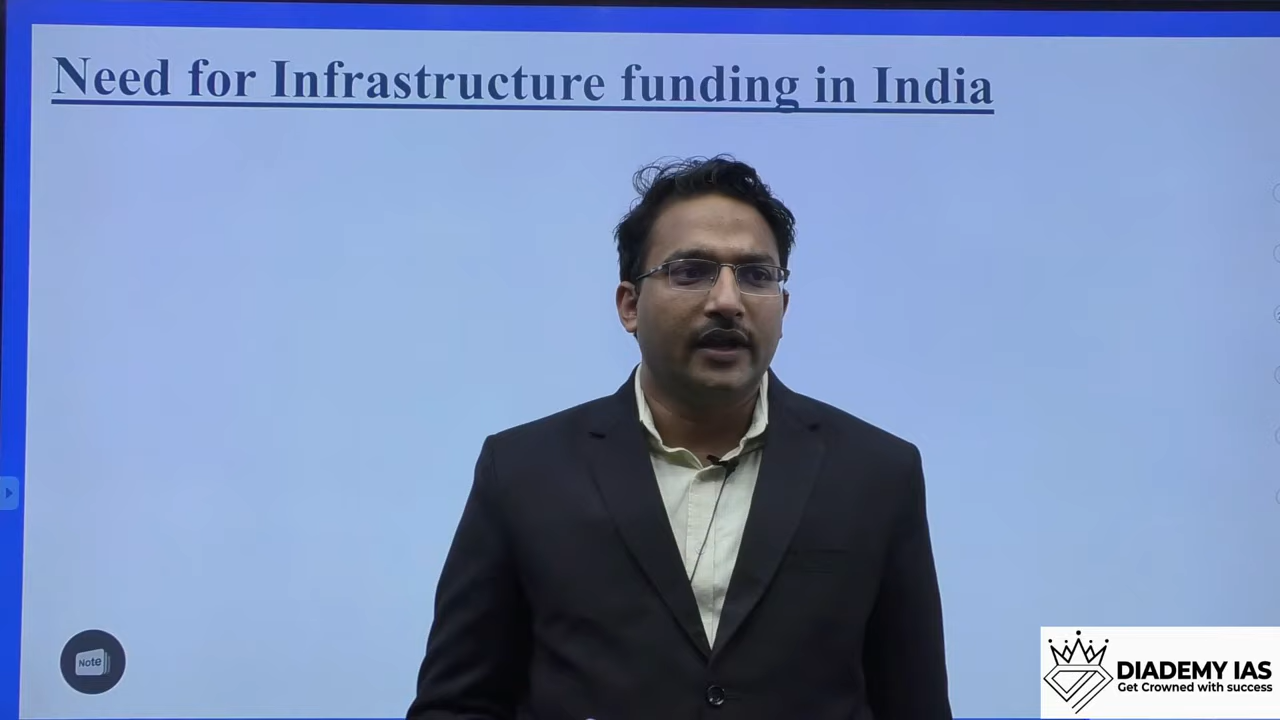 Need for Infrastructure funding in India
Note
DIADEMY IAS
Get Crowned with success